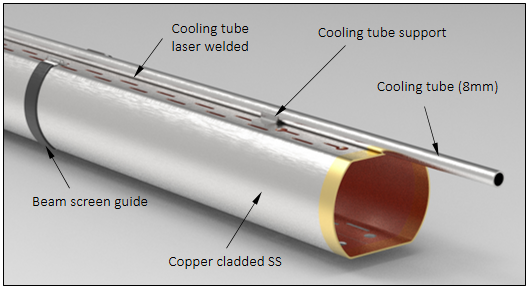 Cooling tube
laser welded
Cooling tube support
Cooling tube (8mm)
Beam screen guide
Copper cladded SS